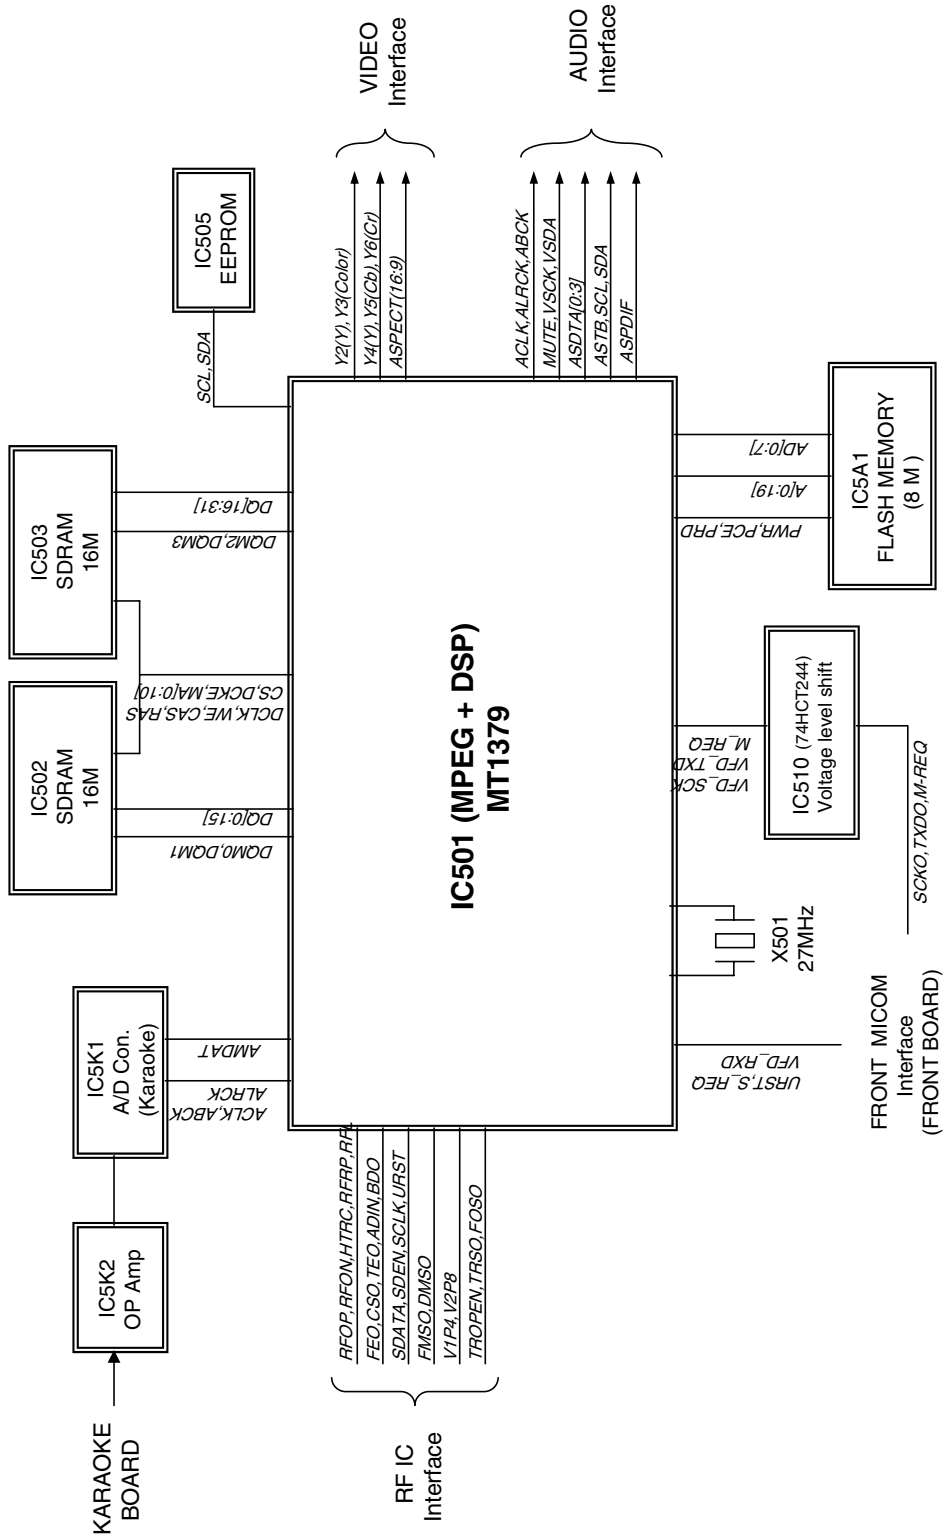 KARAOKE
BOARD
IC5K2
OP Amp
IC5K1
A/D Con.
(Karaoke)
ACLK,ABCK
ALRCK
AMDAT
IC502
SDRAM
16M
DQM0,DQM1
DQ[0:15]
DCLK,WE,CAS,RAS
CS,DCKE,MA[0:10]
IC503
SDRAM
16M
DQM2,DQM3
DQ[16:31]
SCL,SDA
IC505
EEPROM
RF IC
Interface
RFOP,RFON,HTRC,RFRP,RFL
FEO,CSO,TEO,ADIN,BDO
SDATA,SDEN,SCLK,URST
FMSO,DMSO
V1P4,V2P8
TROPEN,TRSO,FOSO
IC501 (MPEG + DSP)
MT1379
Y2(Y),Y3(Color)
Y4(Y),Y5(Cb),Y6(Cr)
ASPECT(16:9)
VIDEO
Interface
ACLK,ALRCK,ABCK
MUTE,VSCK,VSDA
ASDTA[0:3]
ASTB,SCL,SDA
ASPDIF
AUDIO
Interface
URST,S_REQ
VFD_RXD
FRONT MICOM
Interface
(FRONT BOARD)
X501
27MHz
VFD_SCK
VFD_TXD
M_REQ
IC510 (74HCT244)
Voltage level shift
SCKO,TXDO,M-REQ
PWR,PCE,PRD
A[0:19]
AD[0:7]
IC5A1
FLASH MEMORY
(8 M )